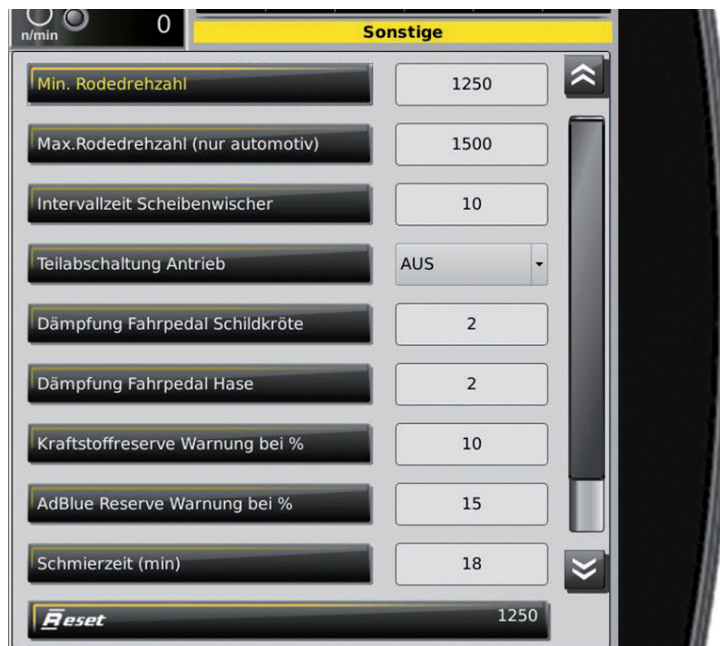 n/min 0
Sonstige
Min. Rodedrehzahl 1250
Max.Rodedrehzahl (nur automotiv) 1500
Intervallzeit Scheibenwischer 10
Teilabschaltung Antrieb AUS
Dämpfung Fahrpedal Schildkröte 2
Dämpfung Fahrpedal Hase 2
Kraftstoffreserve Warnung bei % 10
AdBlue Reserve Warnung bei % 15
Schmierzeit (min) 18
Reset 1250